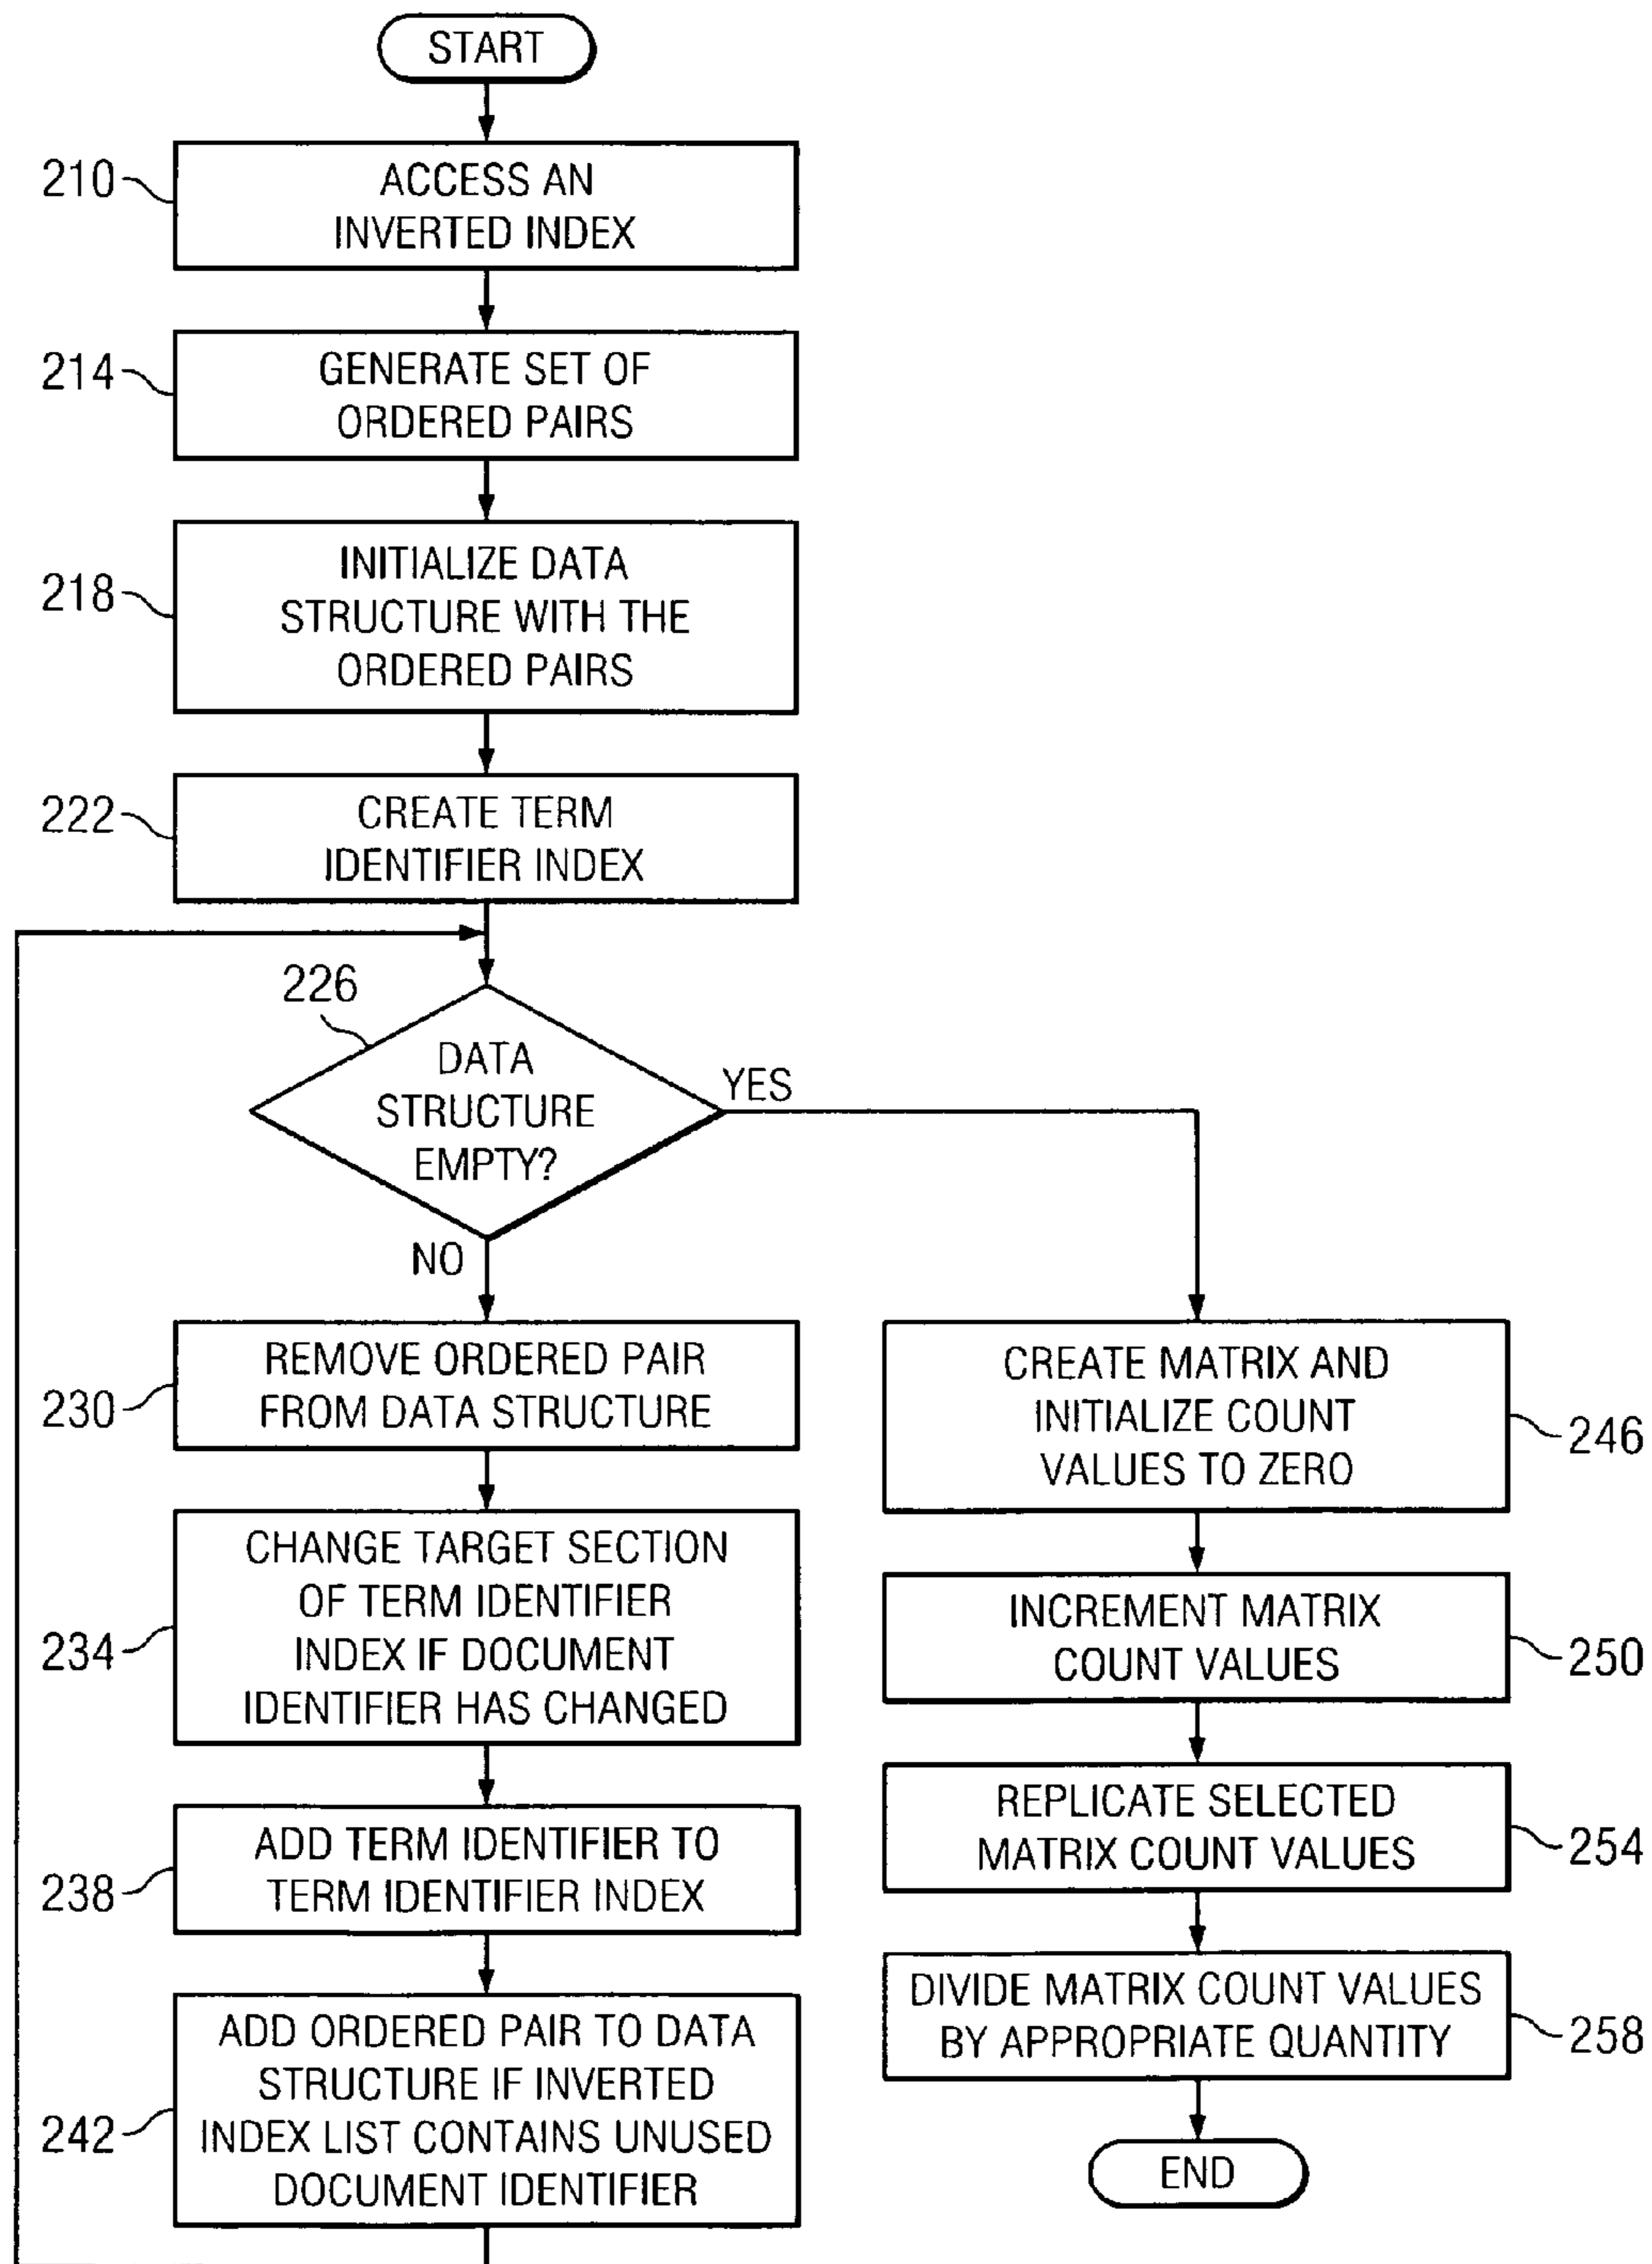 START
210
ACCESS AN
INVERTED INDEX
214
GENERATE SET OF
ORDERED PAIRS
218
INITIALIZE DATA
STRUCTURE WITH THE
ORDERED PAIRS
222
CREATE TERM
IDENTIFIER INDEX
226
DATA
STRUCTURE
EMPTY?
YES
NO
230
REMOVE ORDERED PAIR
FROM DATA STRUCTURE
234
CHANGE TARGET SECTION
OF TERM IDENTIFIER
INDEX IF DOCUMENT
IDENTIFIER HAS CHANGED
238
ADD TERM IDENTIFIER TO
TERM IDENTIFIER INDEX
242
ADD ORDERED PAIR TO DATA
STRUCTURE IF INVERTED
INDEX LIST CONTAINS UNUSED
DOCUMENT IDENTIFIER
CREATE MATRIX AND
INITIALIZE COUNT
VALUES TO ZERO
246
INCREMENT MATRIX
COUNT VALUES
250
REPLICATE SELECTED
MATRIX COUNT VALUES
254
DIVIDE MATRIX COUNT VALUES
BY APPROPRIATE QUANTITY
258
END